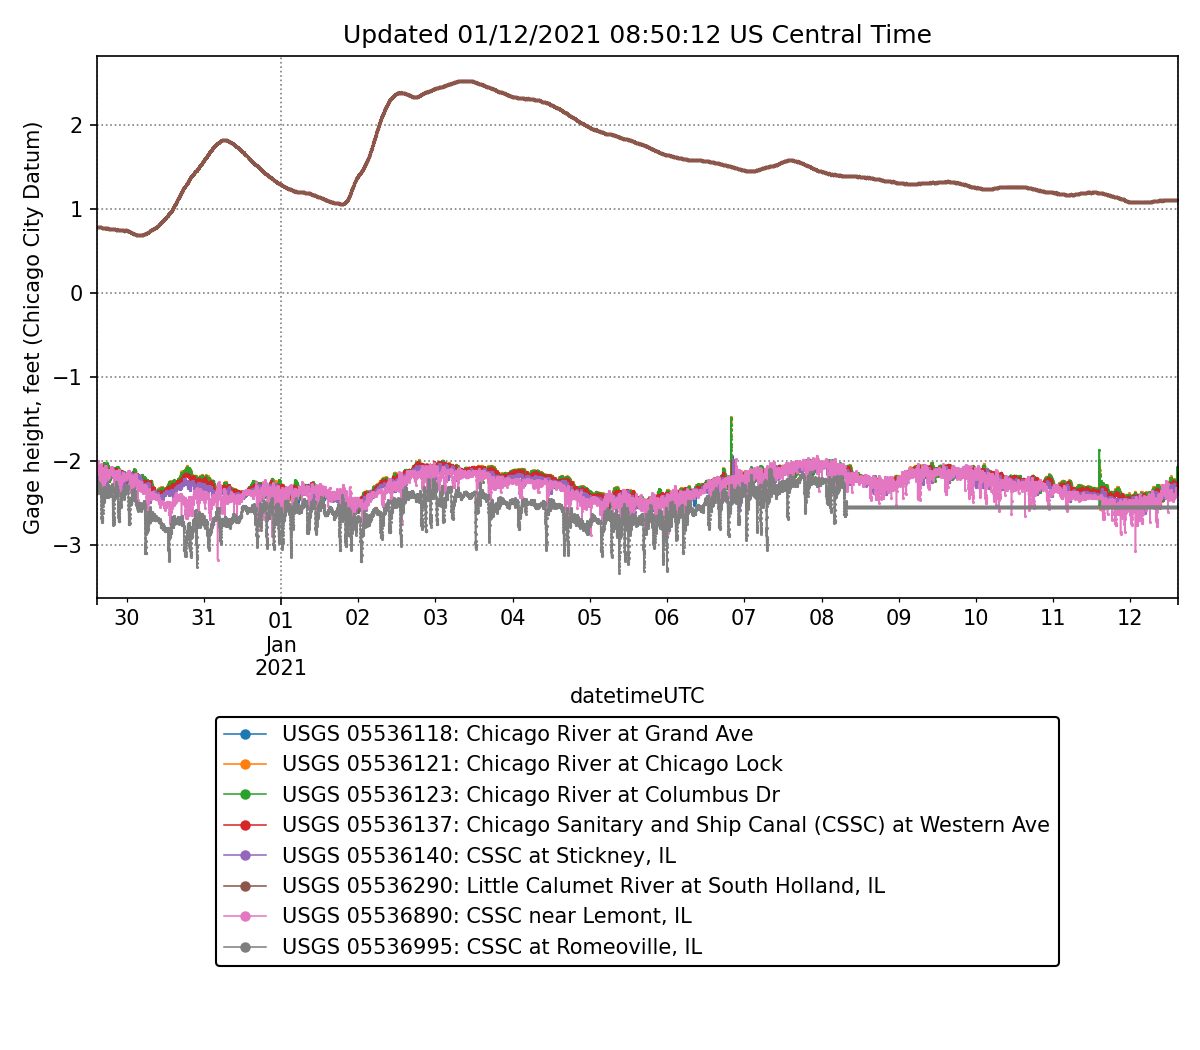 Updated 01/12/2021 08:50:12 US Central Time
Gage height, feet (Chicago City Datum)
2
1
0
−1
−2
−3
30 31 01 02 03 04 05 06 07 08 09 10 11 12
Jan
2021
datetimeUTC
USGS 05536118: Chicago River at Grand Ave
USGS 05536121: Chicago River at Chicago Lock
USGS 05536123: Chicago River at Columbus Dr
USGS 05536137: Chicago Sanitary and Ship Canal (CSSC) at Western Ave
USGS 05536140: CSSC at Stickney, IL
USGS 05536290: Little Calumet River at South Holland, IL
USGS 05536890: CSSC near Lemont, IL
USGS 05536995: CSSC at Romeoville, IL